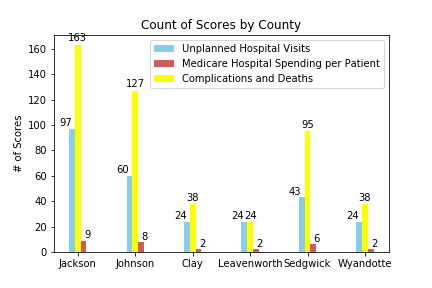 Count of Scores by County
Unplanned Hospital Visits
Medicare Hospital Spending per Patient
Complications and Deaths
# of Scores
160
140
120
100
80
60
40
20
0
97 163 9
60 127 8
24 38 2
24 24 2
43 95 6
24 38 2
Jackson Johnson Clay Leavenworth Sedgwick Wyandotte